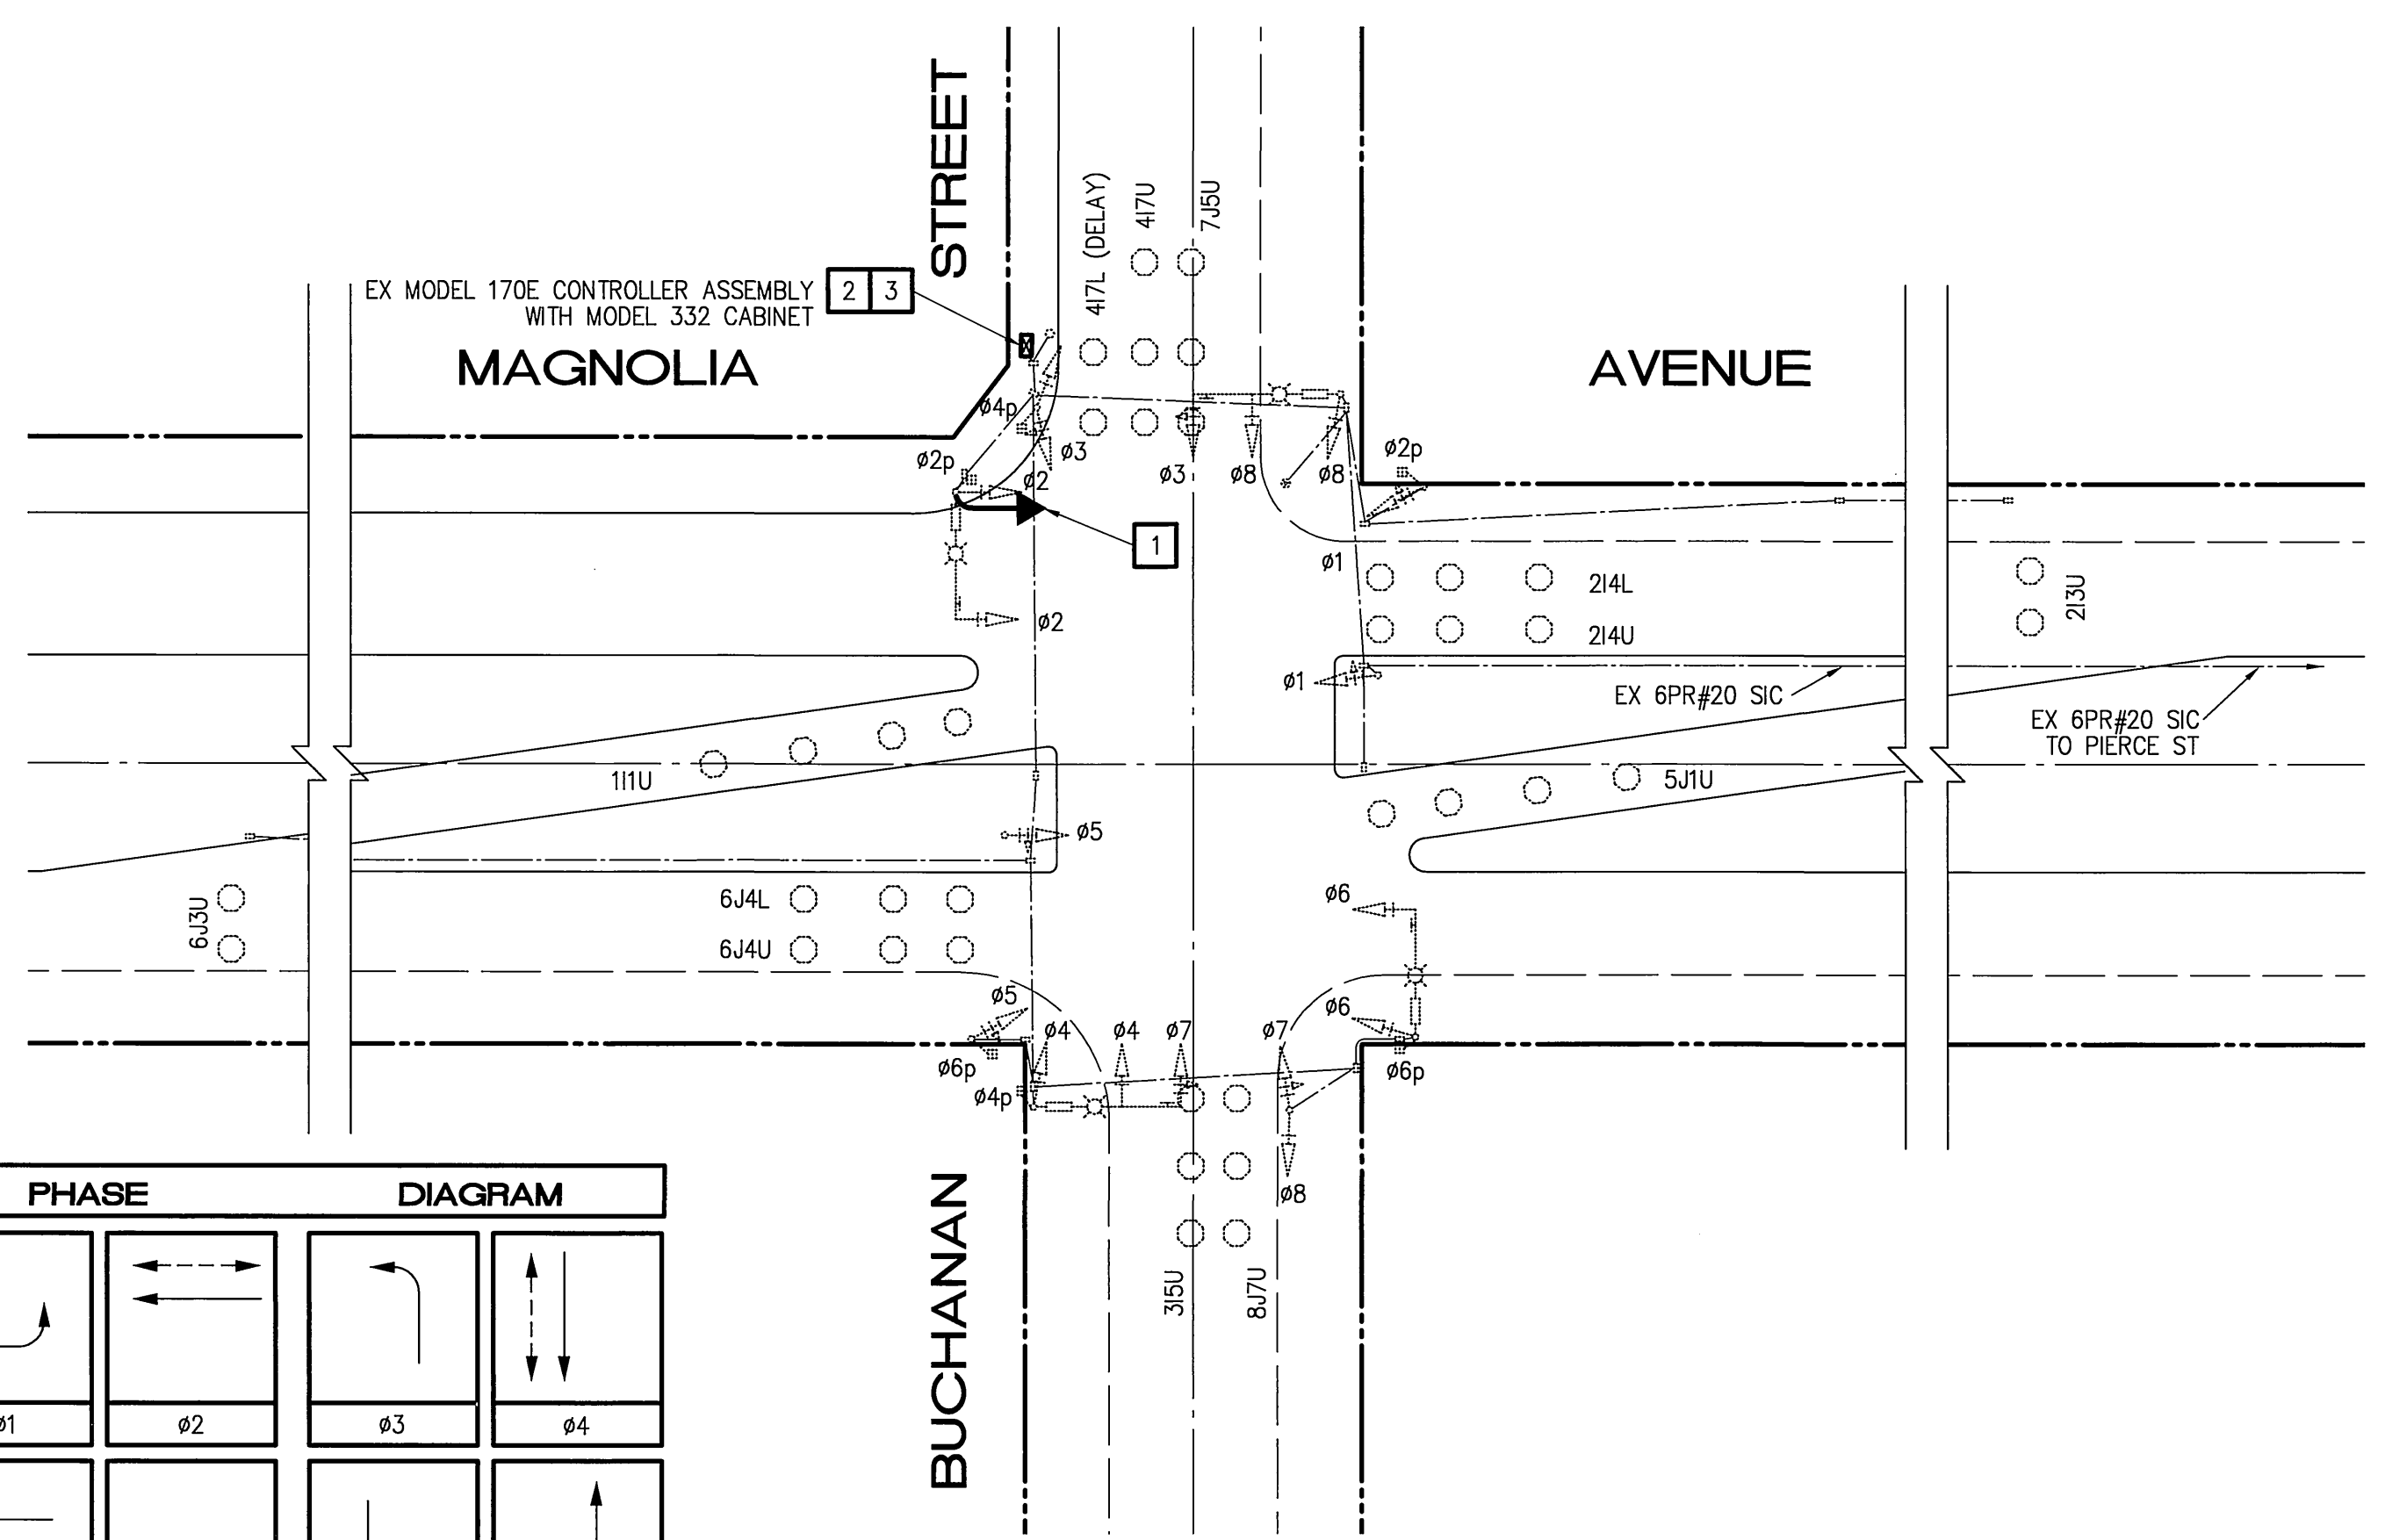 STREET
417L (DELAY)
417U
7J5U
EX MODEL 170E CONTROLLER ASSEMBLY
WITH MODEL 332 CABINET
2 3
MAGNOLIA
AVENUE
ø4p
ø3
ø2p
ø2
ø3
ø8
ø8
ø2p
1
ø1
2I4L
2I3U
ø2
2I4U
ø1
EX 6PR#20 SIC
EX 6PR#20 SIC
TO PIERCE ST
1I1U
5J1U
ø5
6J3U
6J4L
6J4U
ø6
ø5
ø6
ø4
ø4
ø7
ø7
ø6p
ø4p
ø6p
ø8
BUCHANAN
3I5U
8J7U
PHASE DIAGRAM
ø1
ø2
ø3
ø4